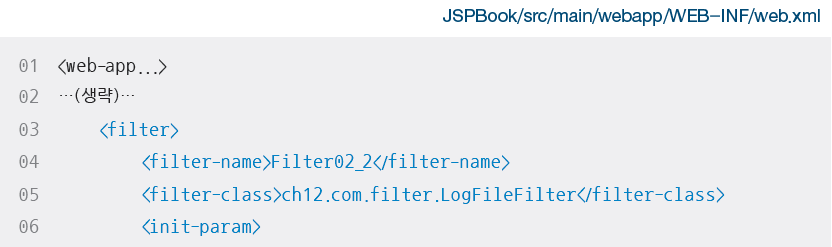 JSPBook/src/main/webapp/WEB-INF/web.xml
01 <web-app...>
02 …(생략)…
03 <filter>
04 <filter-name>Filter02_2</filter-name>
05 <filter-class>ch12.com.filter.LogFileFilter</filter-class>
06 <init-param>